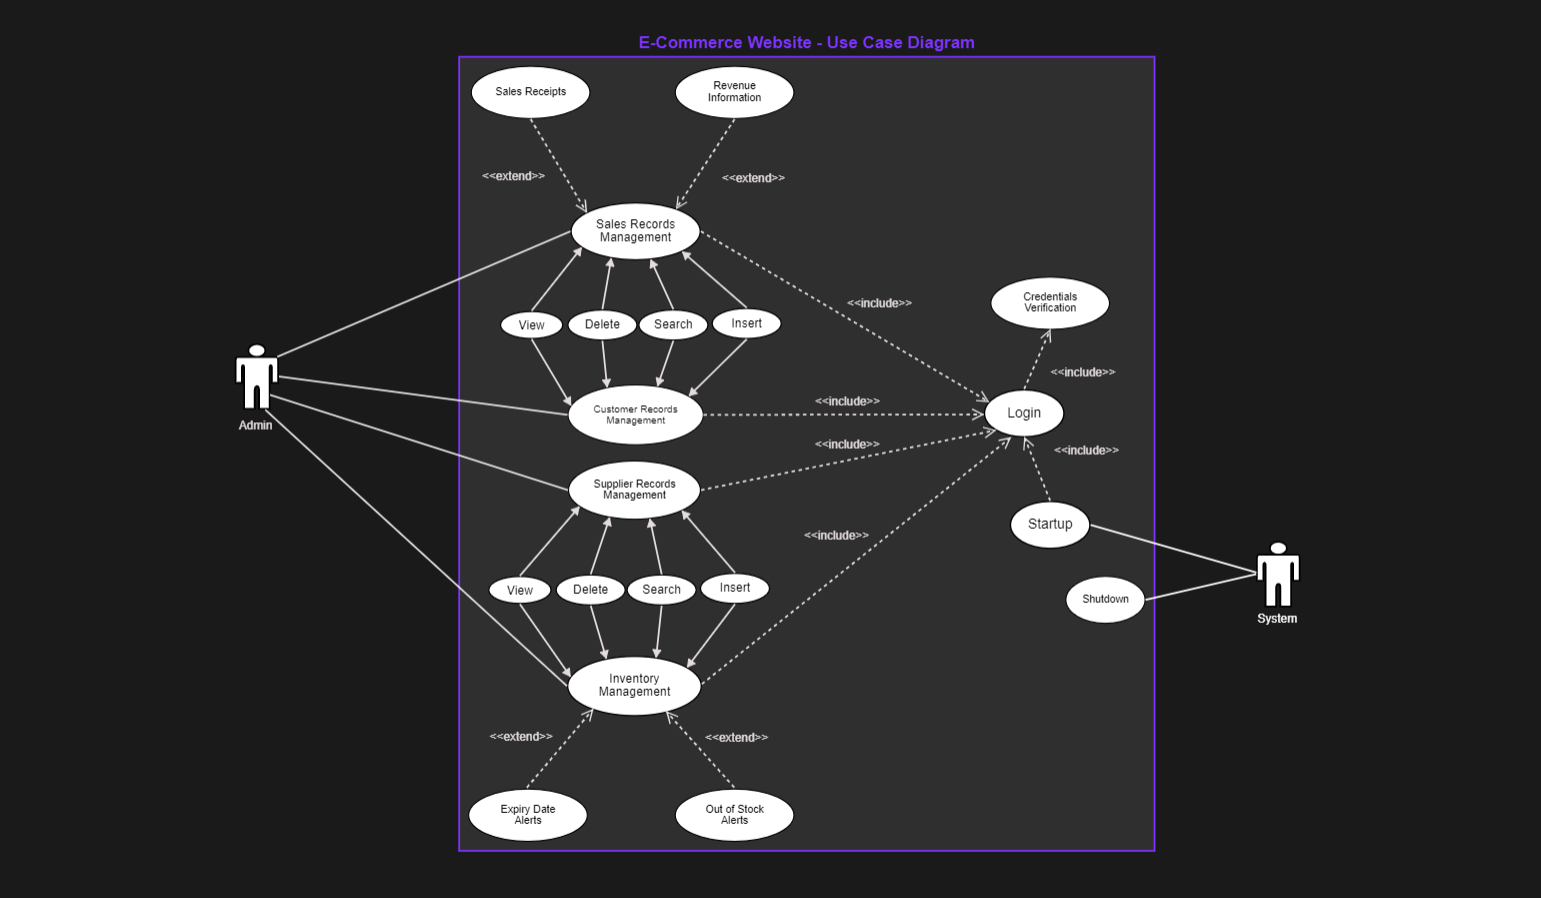 E-Commerce Website - Use Case Diagram
Sales Receipts
Revenue
Information
<<extend>>
<<extend>>
Sales Records
Management
<<include>>
Credentials
Verification
View
Delete
Search
Insert
<<include>>
Admin
Customer Records
Management
<<include>>
Login
<<include>>
<<include>>
Supplier Records
Management
<<include>>
Startup
View
Delete
Search
Insert
Shutdown
System
Inventory
Management
<<extend>>
<<extend>>
Expiry Date
Alerts
Out of Stock
Alerts